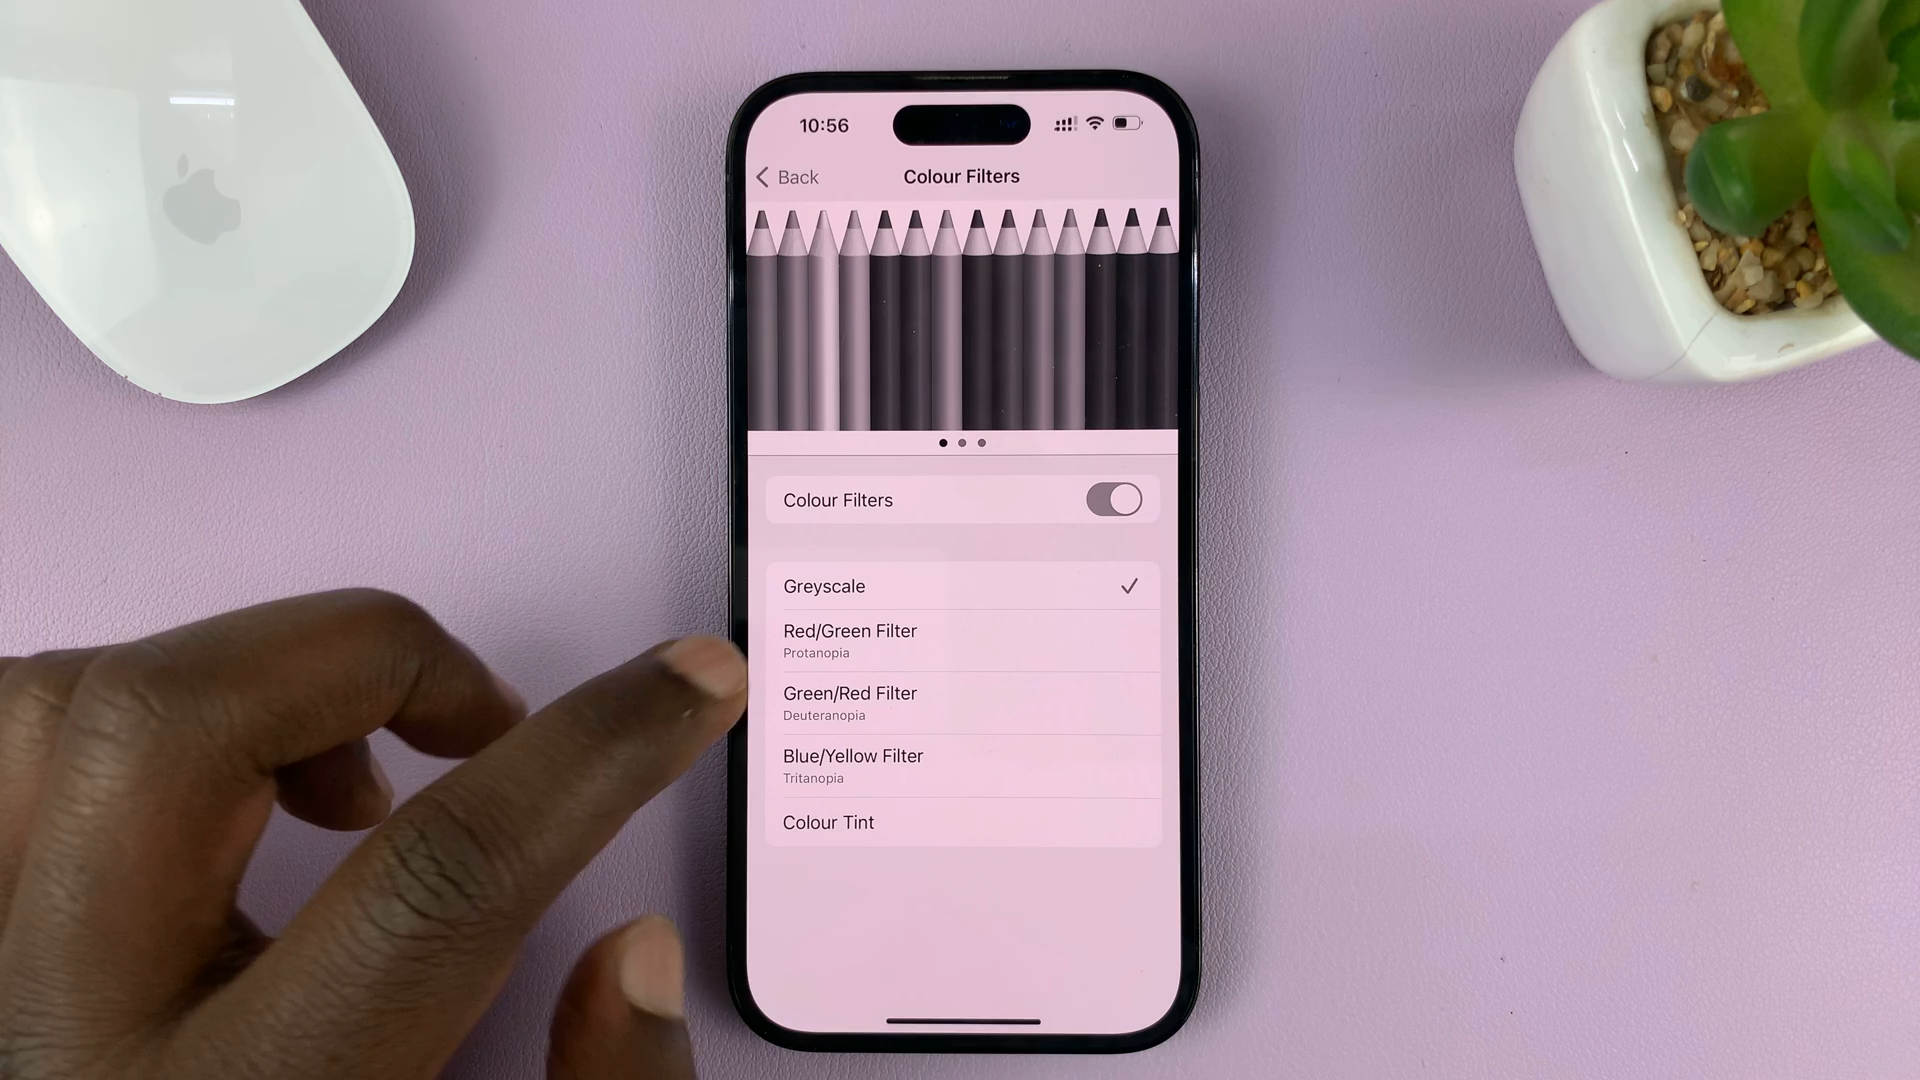 10:56
Back
Colour Filters
Colour Filters
Greyscale
Red/Green Filter
Protanopia
Green/Red Filter
Deuteranopia
Blue/Yellow Filter
Tritanopia
Colour Tint